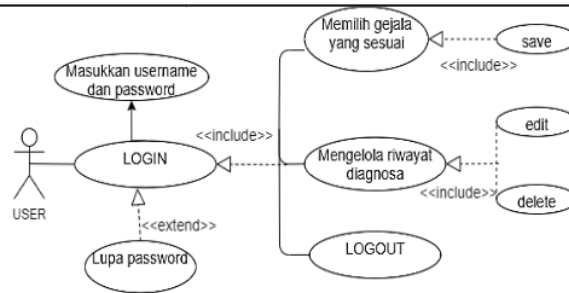 Memilih gejala
yang sesuai
save
<<include>>
Masukkan username
dan password
<<include>>
edit
LOGIN
Mengelola riwayat
diagnosa
USER
<<include>>
delete
<<extend>>
Lupa password
LOGOUT